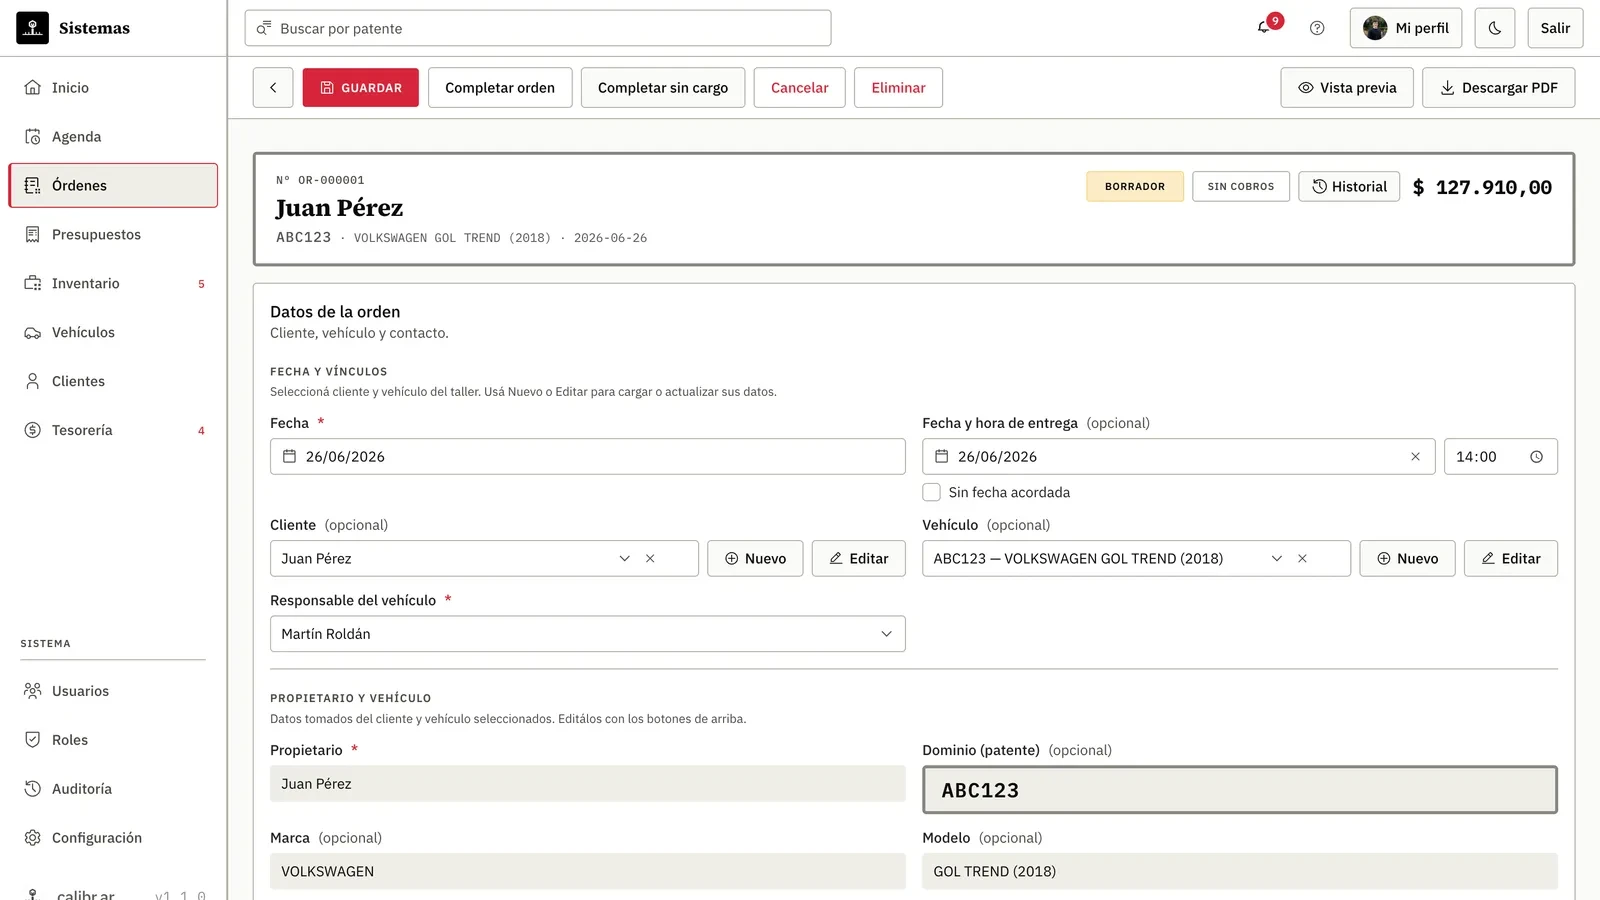 Sistemas
Buscar por patente
9
Mi perfil
Salir
Inicio
Agenda
Órdenes
Presupuestos
Inventario 5
Vehículos
Clientes
Tesorería 4
SISTEMA
Usuarios
Roles
Auditoría
Configuración
calibr.ar v1.1.0
GUARDAR
Completar orden
Completar sin cargo
Cancelar
Eliminar
Vista previa
Descargar PDF
N° OR-000001
Juan Pérez
ABC123 · VOLKSWAGEN GOL TREND (2018) · 2026-06-26
BORRADOR
SIN COBROS
Historial
$ 127.910,00
Datos de la orden
Cliente, vehículo y contacto.
FECHA Y VÍNCULOS
Seleccioná cliente y vehículo del taller. Usá Nuevo o Editar para cargar o actualizar sus datos.
Fecha *
26/06/2026
Fecha y hora de entrega (opcional)
26/06/2026
14:00
Sin fecha acordada
Cliente (opcional)
Juan Pérez
Nuevo
Editar
Vehículo (opcional)
ABC123 — VOLKSWAGEN GOL TREND (2018)
Nuevo
Editar
Responsable del vehículo *
Martín Roldán
PROPIETARIO Y VEHÍCULO
Datos tomados del cliente y vehículo seleccionados. Editálos con los botones de arriba.
Propietario *
Juan Pérez
Dominio (patente) (opcional)
ABC123
Marca (opcional)
VOLKSWAGEN
Modelo (opcional)
GOL TREND (2018)